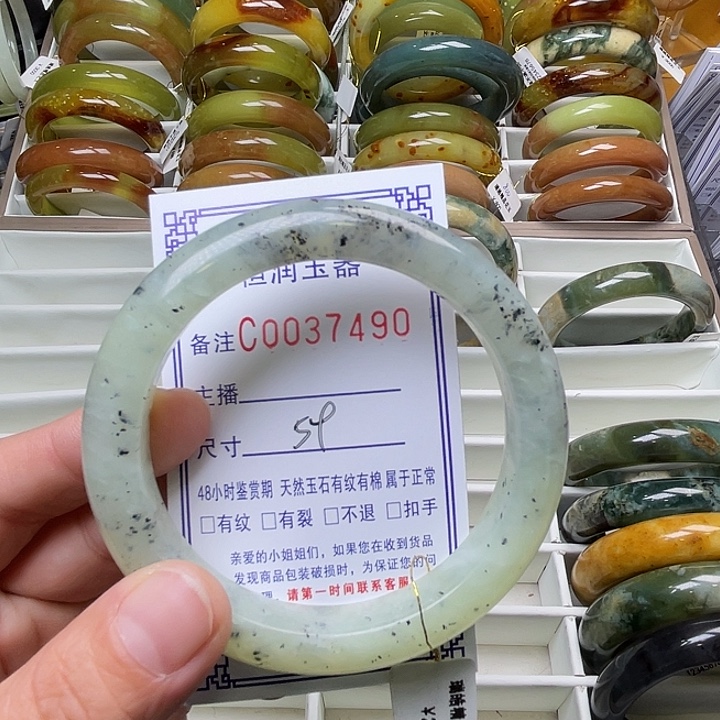 恒润玉器
备注C0037490
主播
尺寸 54
48小时鉴赏期 天然玉石有纹有棉 属于正常
□有纹 □有裂 □不退 □扣手
亲爱的小姐姐们，如果您在收到货品
发现商品包装破损时，为保证您的问
理，请第一时间联系客服